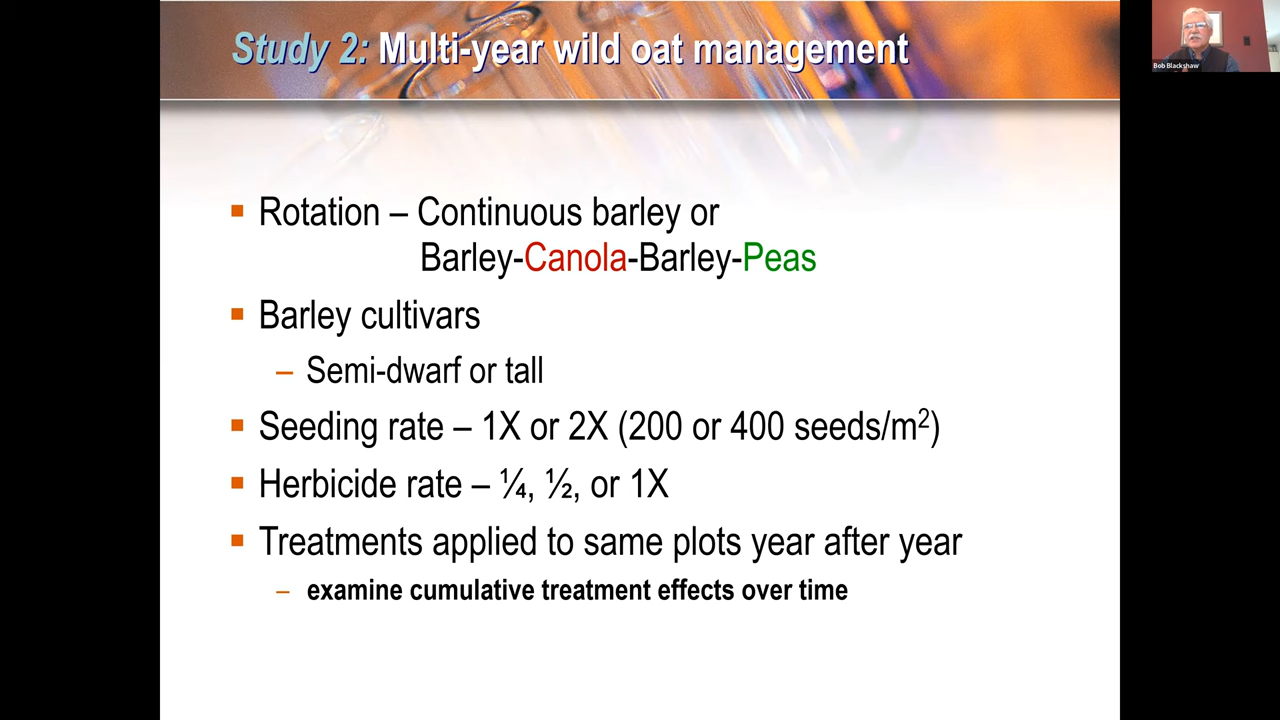 Study 2: Multi-year wild oat management
Bob Blackshaw
▪ Rotation – Continuous barley or
Barley-Canola-Barley-Peas
▪ Barley cultivars
– Semi-dwarf or tall
▪ Seeding rate – 1X or 2X (200 or 400 seeds/m²)
▪ Herbicide rate – ¼, ½, or 1X
▪ Treatments applied to same plots year after year
– examine cumulative treatment effects over time